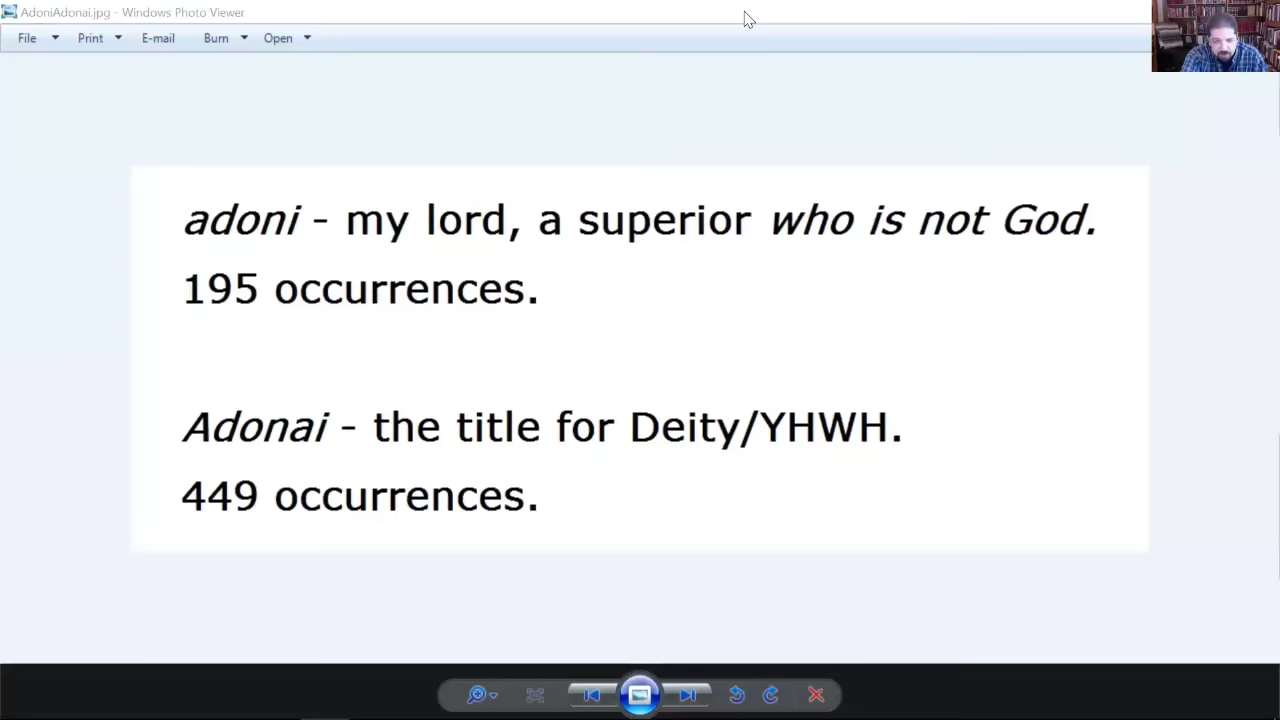 AdoniAdonai.jpg - Windows Photo Viewer
File Print E-mail Burn Open
adoni - my lord, a superior who is not God.
195 occurrences.
Adonai - the title for Deity/YHWH.
449 occurrences.